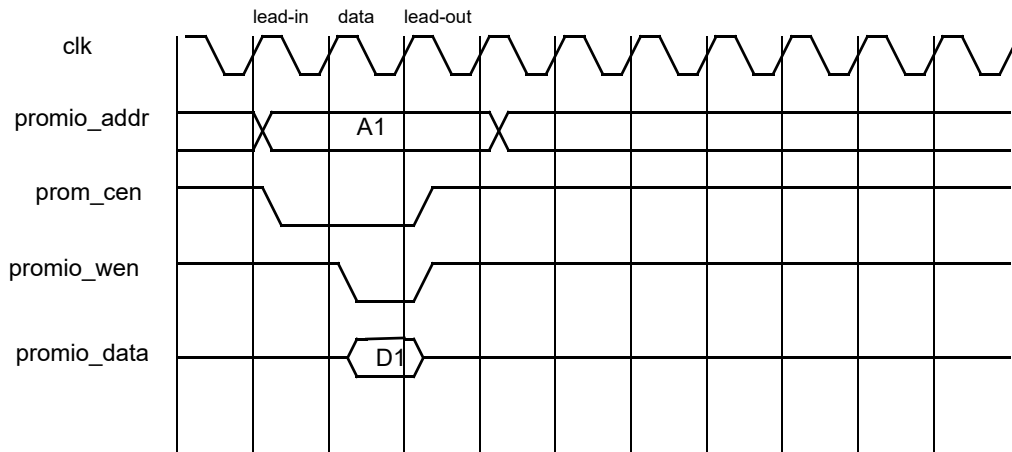 lead-in data lead-out
clk
promio_addr A1
prom_cen
promio_wen
promio_data D1